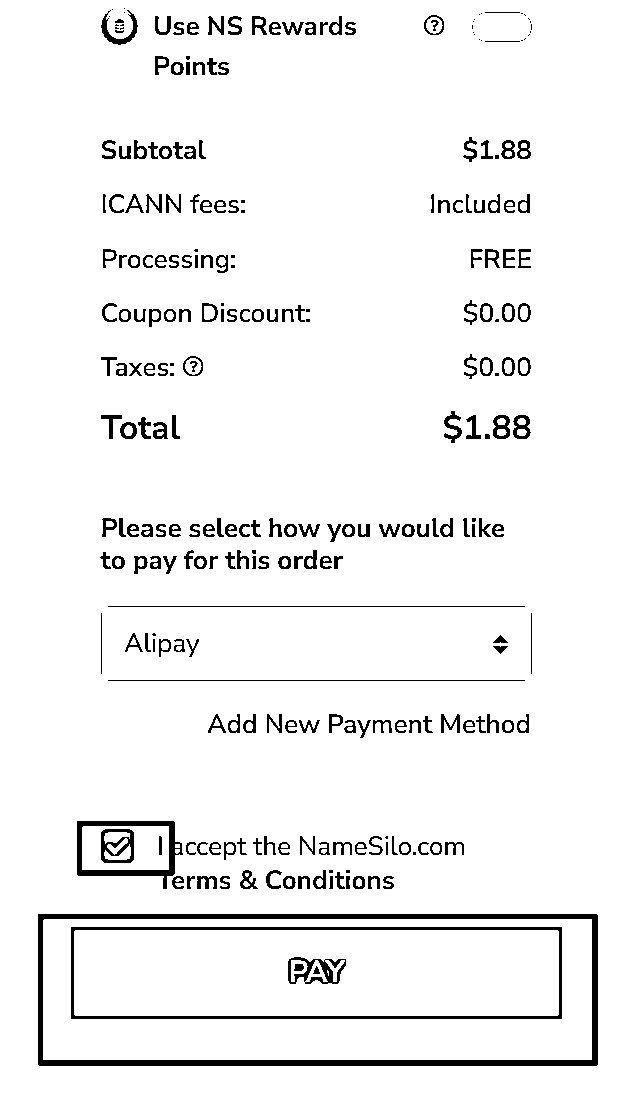 Use NS Rewards
Points
Subtotal $1.88
ICANN fees: Included
Processing: FREE
Coupon Discount: $0.00
Taxes: $0.00
Total $1.88
Please select how you would like
to pay for this order
Alipay
Add New Payment Method
I accept the NameSilo.com
Terms & Conditions
PAY